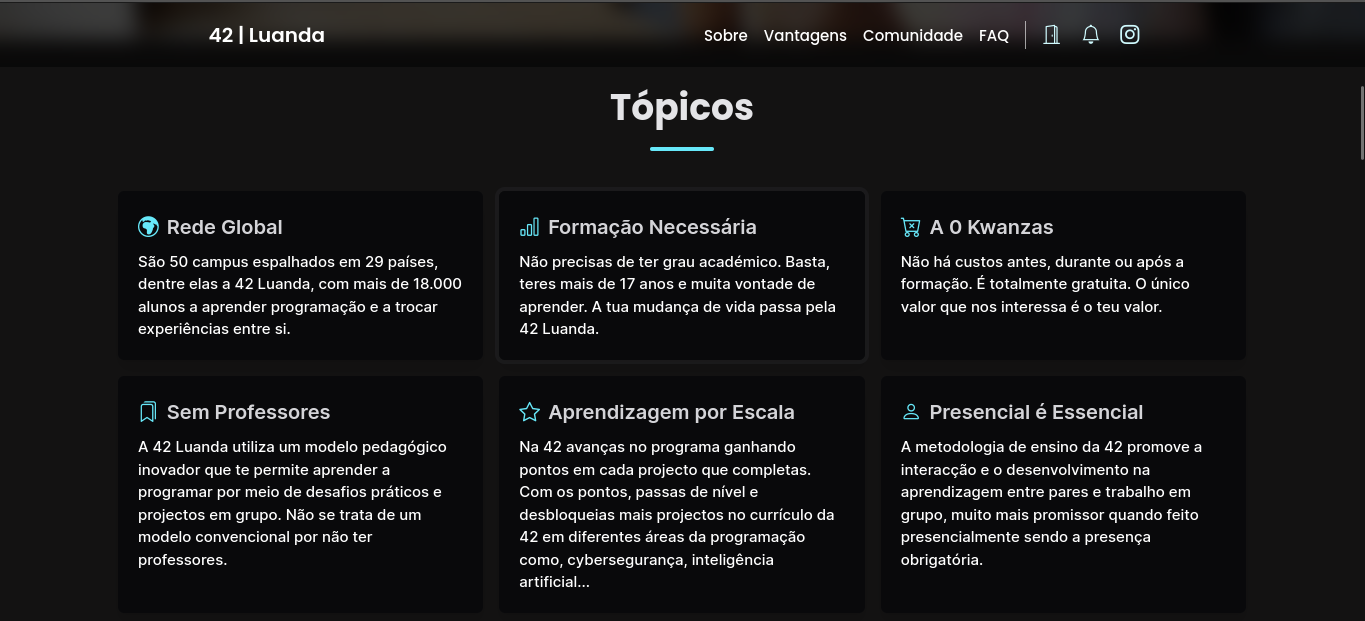 42 | Luanda
Sobre Vantagens Comunidade FAQ
Tópicos
Rede Global
São 50 campus espalhados em 29 países,
dentre elas a 42 Luanda, com mais de 18.000
alunos a aprender programação e a trocar
experiências entre si.
Formação Necessária
Não precisas de ter grau académico. Basta,
teres mais de 17 anos e muita vontade de
aprender. A tua mudança de vida passa pela
42 Luanda.
A 0 Kwanzas
Não há custos antes, durante ou após a
formação. É totalmente gratuita. O único
valor que nos interessa é o teu valor.
Sem Professores
A 42 Luanda utiliza um modelo pedagógico
inovador que te permite aprender a
programar por meio de desafios práticos e
projectos em grupo. Não se trata de um
modelo convencional por não ter
professores.
Aprendizagem por Escala
Na 42 avanças no programa ganhando
pontos em cada projecto que completas.
Com os pontos, passas de nível e
desbloqueias mais projectos no currículo da
42 em diferentes áreas da programação
como, cybersegurança, inteligência
artificial...
Presencial é Essencial
A metodologia de ensino da 42 promove a
interacção e o desenvolvimento na
aprendizagem entre pares e trabalho em
grupo, muito mais promissor quando feito
presencialmente sendo a presença
obrigatória.